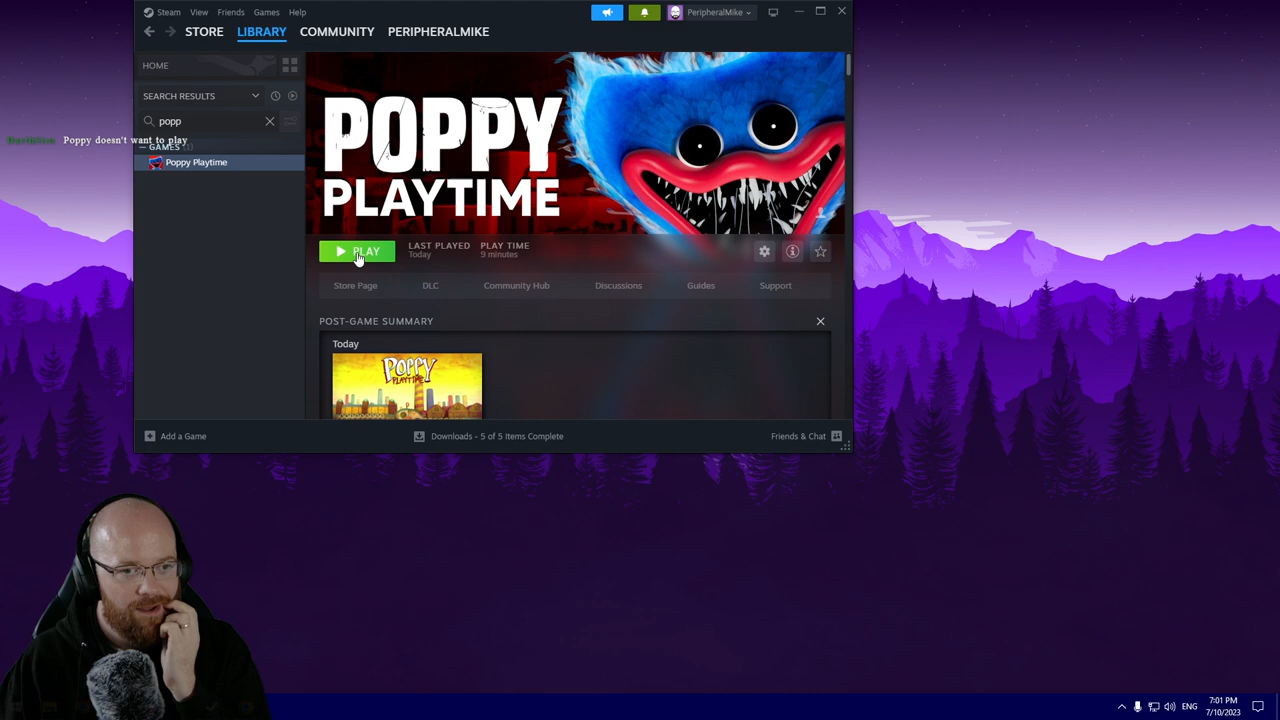 Steam View Friends Games Help
PeripheralMike
STORE LIBRARY COMMUNITY PERIPHERALMIKE
HOME
SEARCH RESULTS
popp
Poppy doesn't want to play
GAMES (1)
Poppy Playtime
POPPY
PLAYTIME
PLAY
LAST PLAYED
Today
PLAY TIME
9 minutes
Store Page DLC Community Hub Discussions Guides Support
POST-GAME SUMMARY
Today
POPPY
PLAYTIME
Add a Game
Downloads - 5 of 5 Items Complete
Friends & Chat
ENG
7:01 PM
7/10/2023